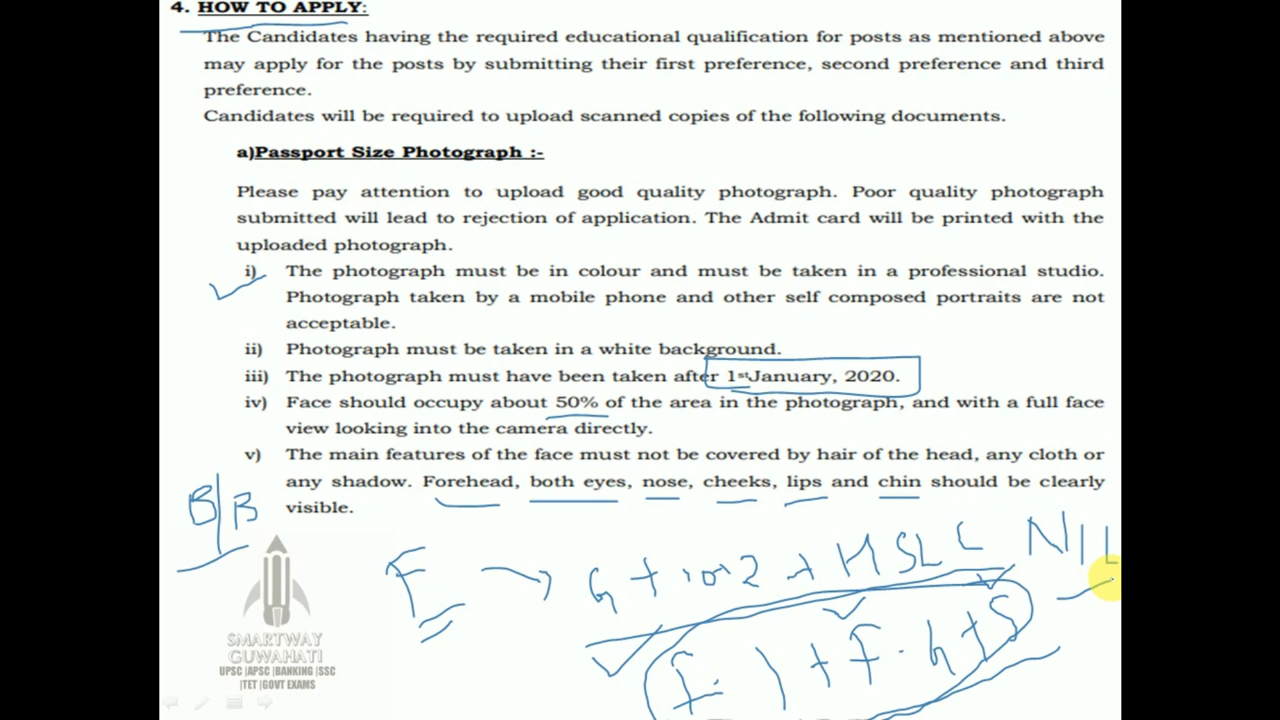 4. HOW TO APPLY:
The Candidates having the required educational qualification for posts as mentioned above
may apply for the posts by submitting their first preference, second preference and third
preference.
Candidates will be required to upload scanned copies of the following documents.
a)Passport Size Photograph :-
Please pay attention to upload good quality photograph. Poor quality photograph
submitted will lead to rejection of application. The Admit card will be printed with the
uploaded photograph.
i) The photograph must be in colour and must be taken in a professional studio.
Photograph taken by a mobile phone and other self composed portraits are not
acceptable.
ii) Photograph must be taken in a white background.
iii) The photograph must have been taken after 1st January, 2020.
iv) Face should occupy about 50% of the area in the photograph, and with a full face
view looking into the camera directly.
v) The main features of the face must not be covered by hair of the head, any cloth or
any shadow. Forehead, both eyes, nose, cheeks, lips and chin should be clearly
visible.
B/B
F → G + 10+2 + HSLC
SMARTWAY
GUWAHATI
UPSC |APSC |BANKING |SSC
|TET |GOVT EXAMS